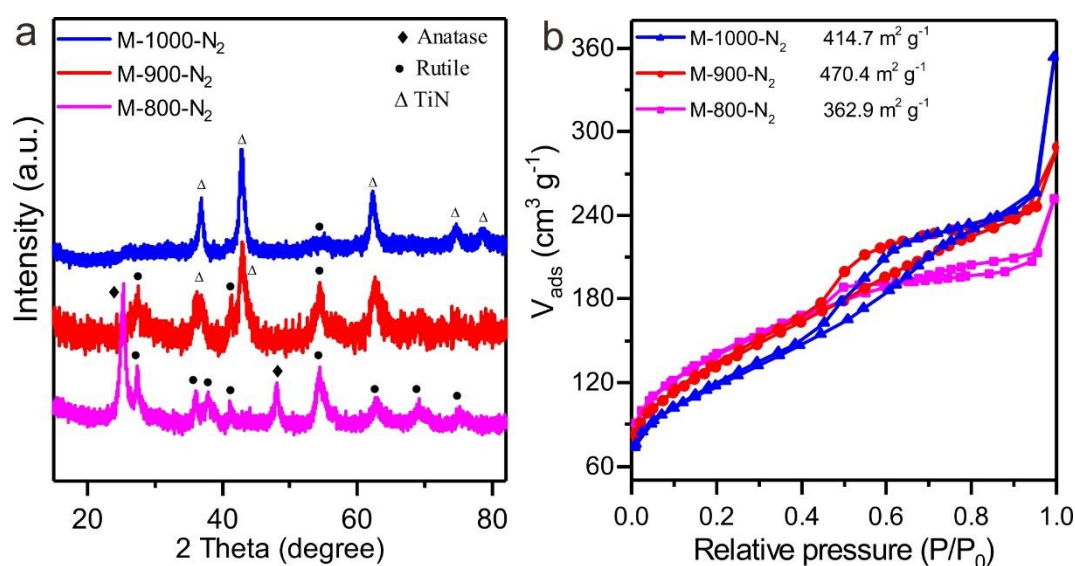 a
M-1000-N₂
M-900-N₂
M-800-N₂
♦ Anatase
● Rutile
Δ TiN
Δ Δ Δ Δ Δ ●
♦ ● Δ ● Δ ●
● ● ● ● ♦ ● ● ● ●
Intensity (a.u.)
20 40 60 80
2 Theta (degree)
b
M-1000-N₂ 414.7 m² g⁻¹
M-900-N₂ 470.4 m² g⁻¹
M-800-N₂ 362.9 m² g⁻¹
V_ads (cm³ g⁻¹)
360
300
240
180
120
60
0.0 0.2 0.4 0.6 0.8 1.0
Relative pressure (P/P₀)